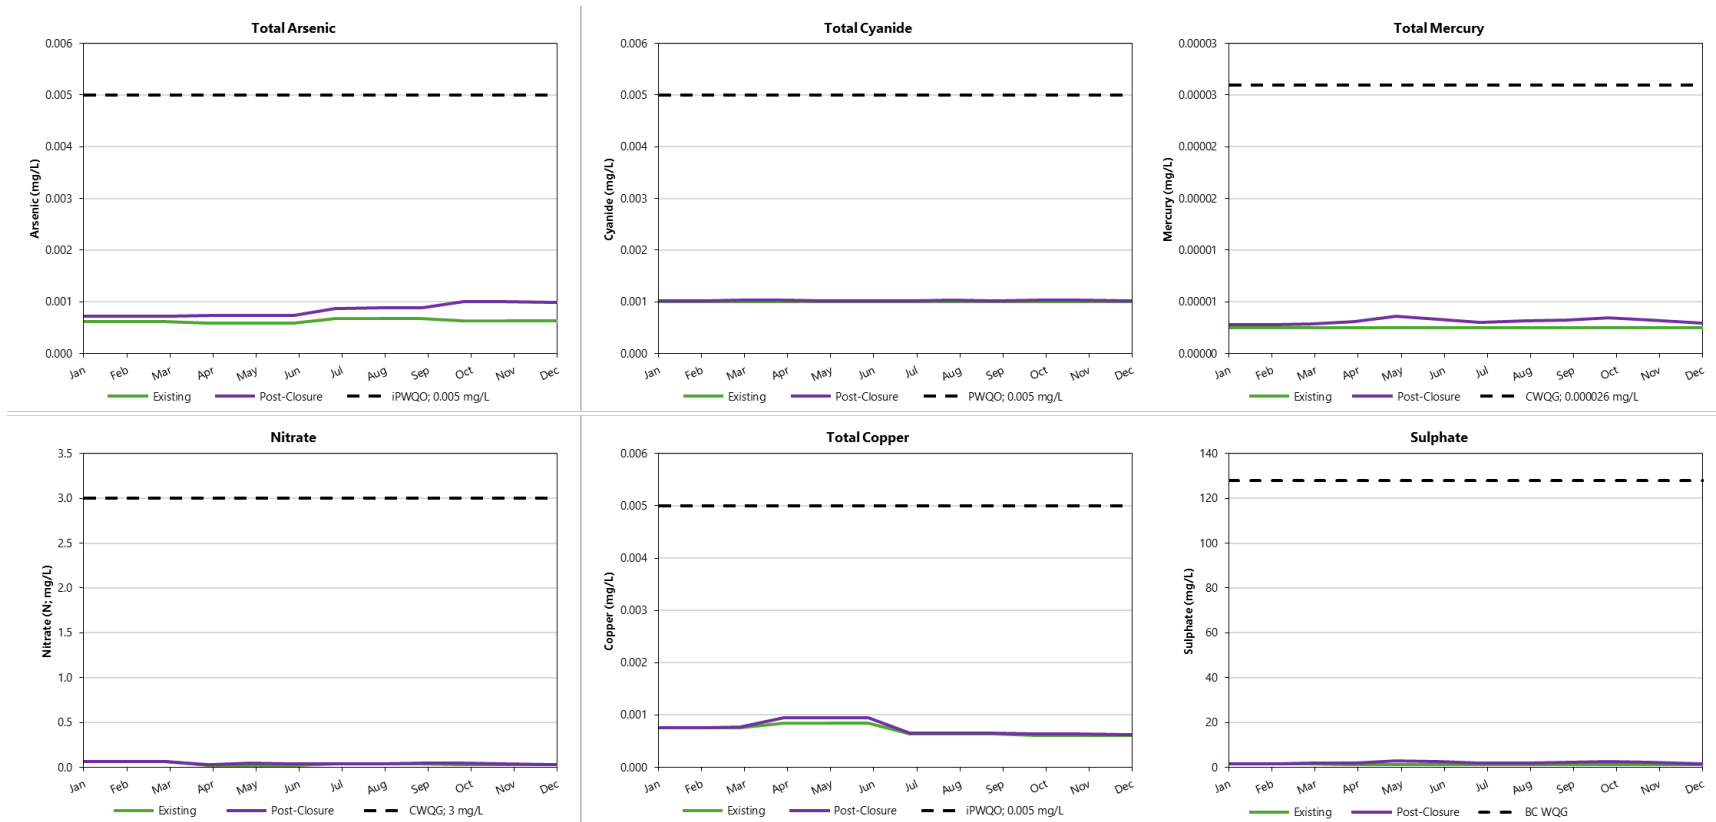 Total Arsenic
0.006
0.005
0.004
0.003
0.002
0.001
0.000
Arsenic (mg/L)
Jan Feb Mar Apr May Jun Jul Aug Sep Oct Nov Dec
Existing Post-Closure iPWQO; 0.005 mg/L
Total Cyanide
0.006
0.005
0.004
0.003
0.002
0.001
0.000
Cyanide (mg/L)
Jan Feb Mar Apr May Jun Jul Aug Sep Oct Nov Dec
Existing Post-Closure PWQO; 0.005 mg/L
Total Mercury
0.00003
0.00003
0.00002
0.00002
0.00001
0.00001
0.00000
Mercury (mg/L)
Jan Feb Mar Apr May Jun Jul Aug Sep Oct Nov Dec
Existing Post-Closure CWQG; 0.000026 mg/L
Nitrate
3.5
3.0
2.5
2.0
1.5
1.0
0.5
0.0
Nitrate (N; mg/L)
Jan Feb Mar Apr May Jun Jul Aug Sep Oct Nov Dec
Existing Post-Closure CWQG; 3 mg/L
Total Copper
0.006
0.005
0.004
0.003
0.002
0.001
0.000
Copper (mg/L)
Jan Feb Mar Apr May Jun Jul Aug Sep Oct Nov Dec
Existing Post-Closure iPWQO; 0.005 mg/L
Sulphate
140
120
100
80
60
40
20
0
Sulphate (mg/L)
Jan Feb Mar Apr May Jun Jul Aug Sep Oct Nov Dec
Existing Post-Closure BC WQG